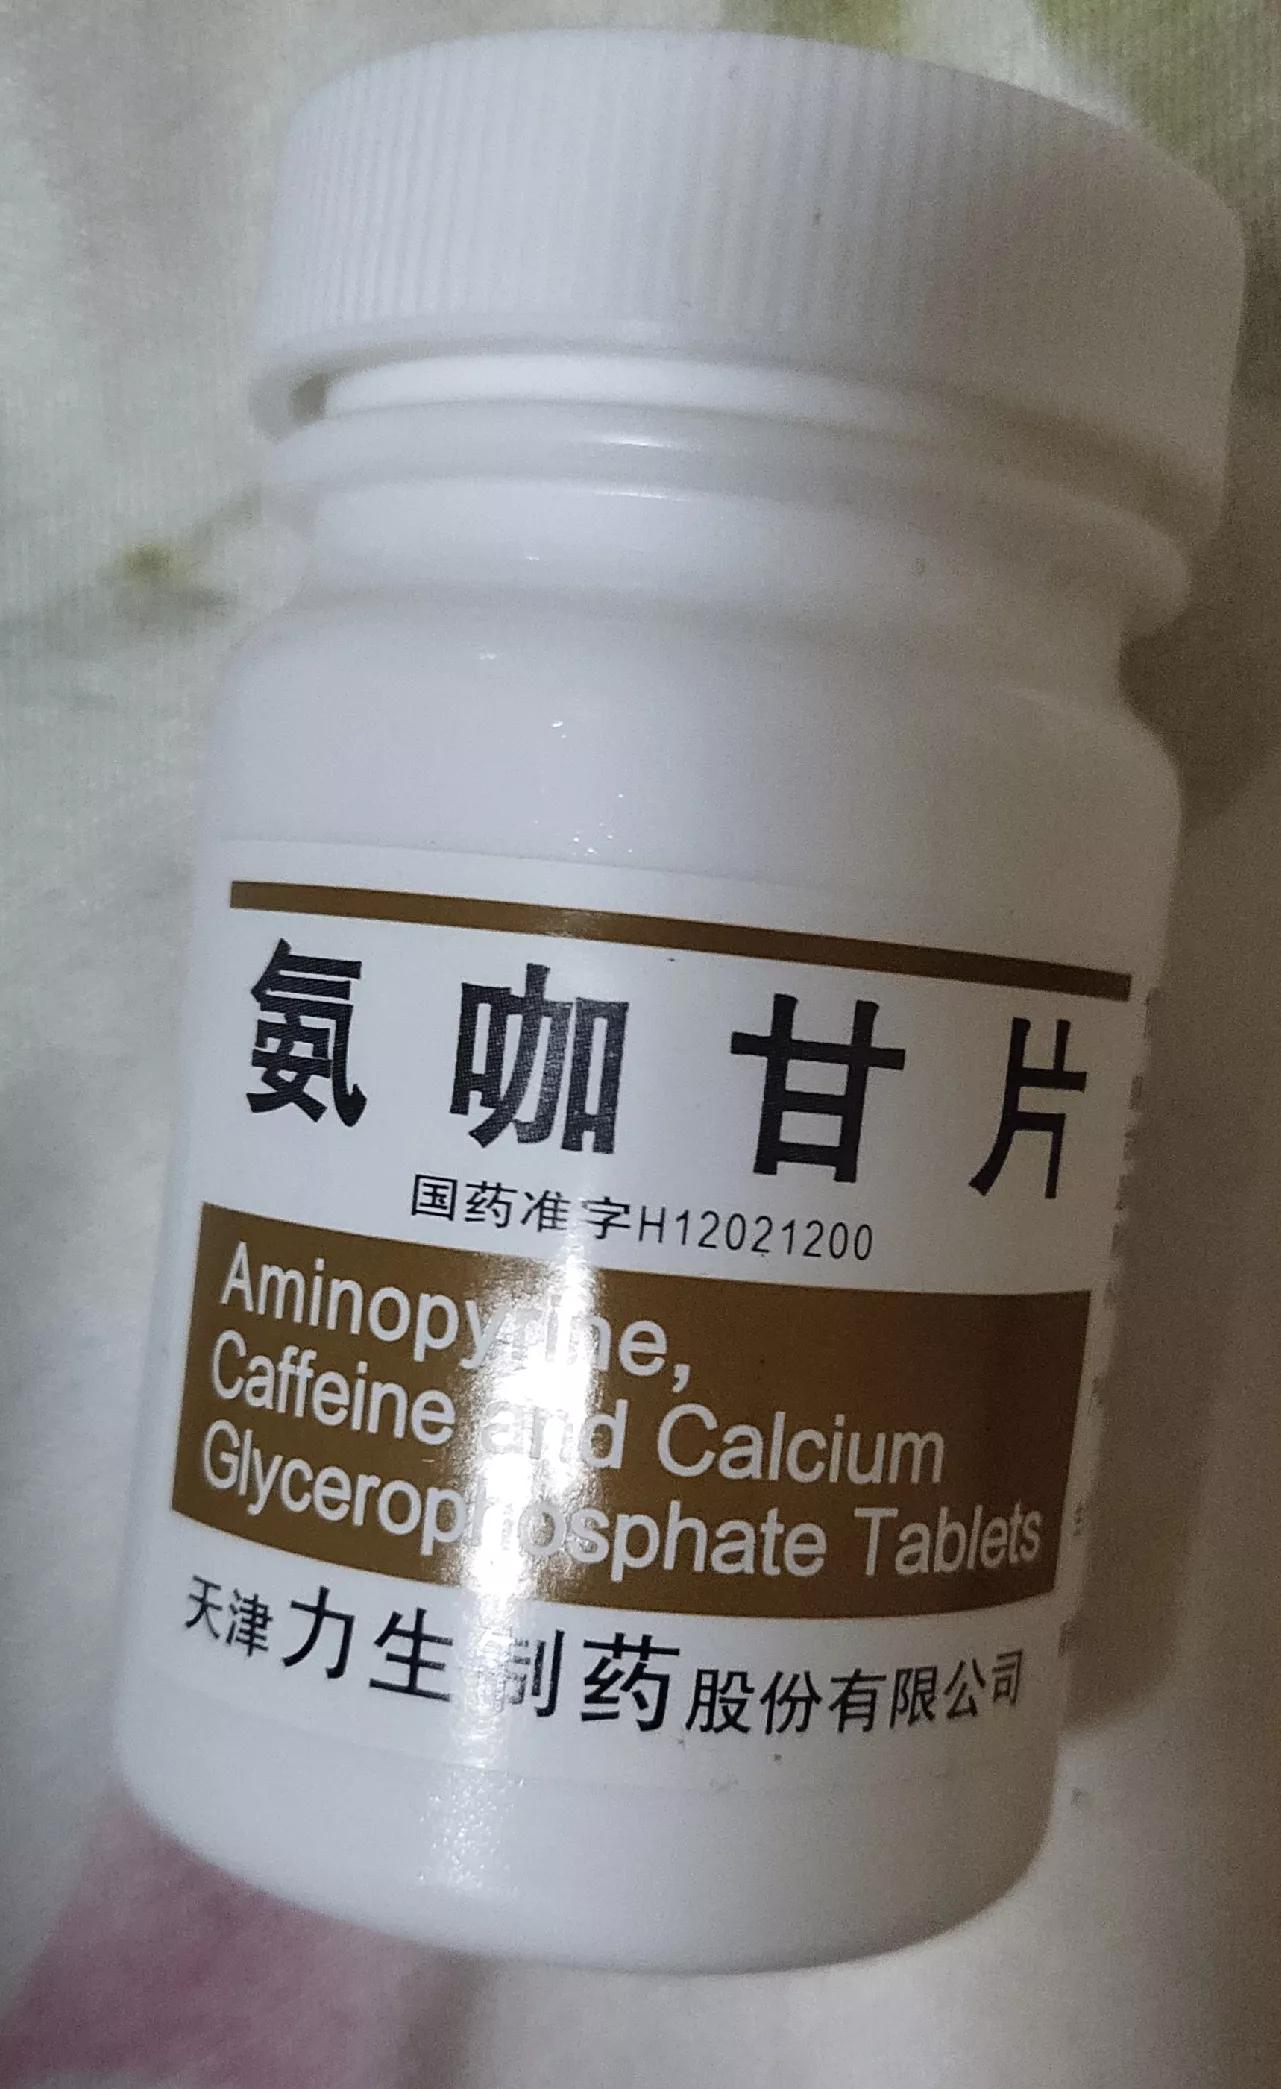 氨咖甘片
国药准字H12021200
Aminopyrine,
Caffeine and Calcium
Glycerophosphate Tablets
天津力生制药股份有限公司